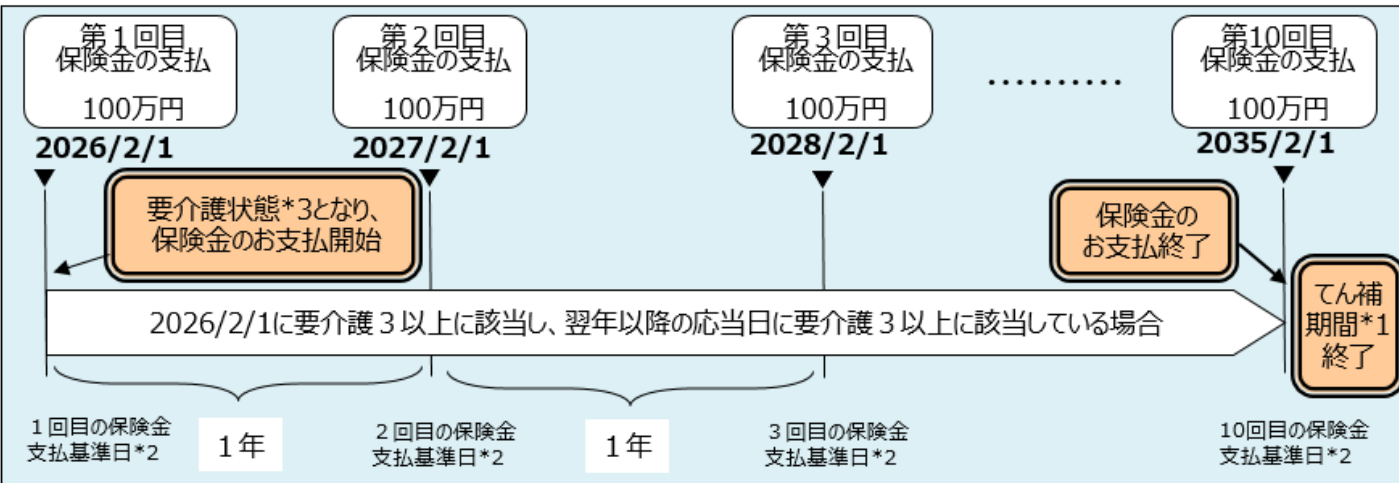 第１回目
保険金の支払
100万円
第２回目
保険金の支払
100万円
第３回目
保険金の支払
100万円
‥‥‥‥‥
第10回目
保険金の支払
100万円
2026/2/1
2027/2/1
2028/2/1
2035/2/1
要介護状態*3となり、
保険金のお支払開始
保険金の
お支払終了
てん補
期間*1
終了
2026/2/1に要介護３以上に該当し、翌年以降の応当日に要介護３以上に該当している場合
１回目の保険金
支払基準日*2
1年
２回目の保険金
支払基準日*2
1年
３回目の保険金
支払基準日*2
10回目の保険金
支払基準日*2